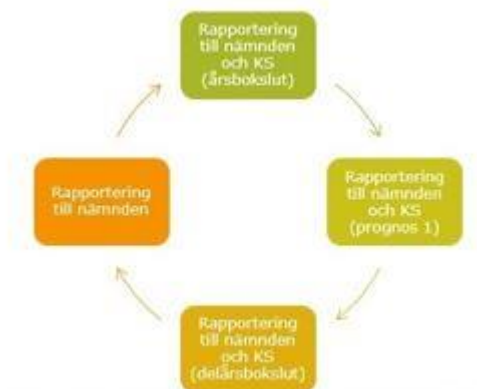 Rapportering
till nämnden
och KS
(årsbokslut)
Rapportering
till nämnden
och KS
(prognos 1)
Rapportering
till nämnden
och KS
(delårsbokslut)
Rapportering
till nämnden